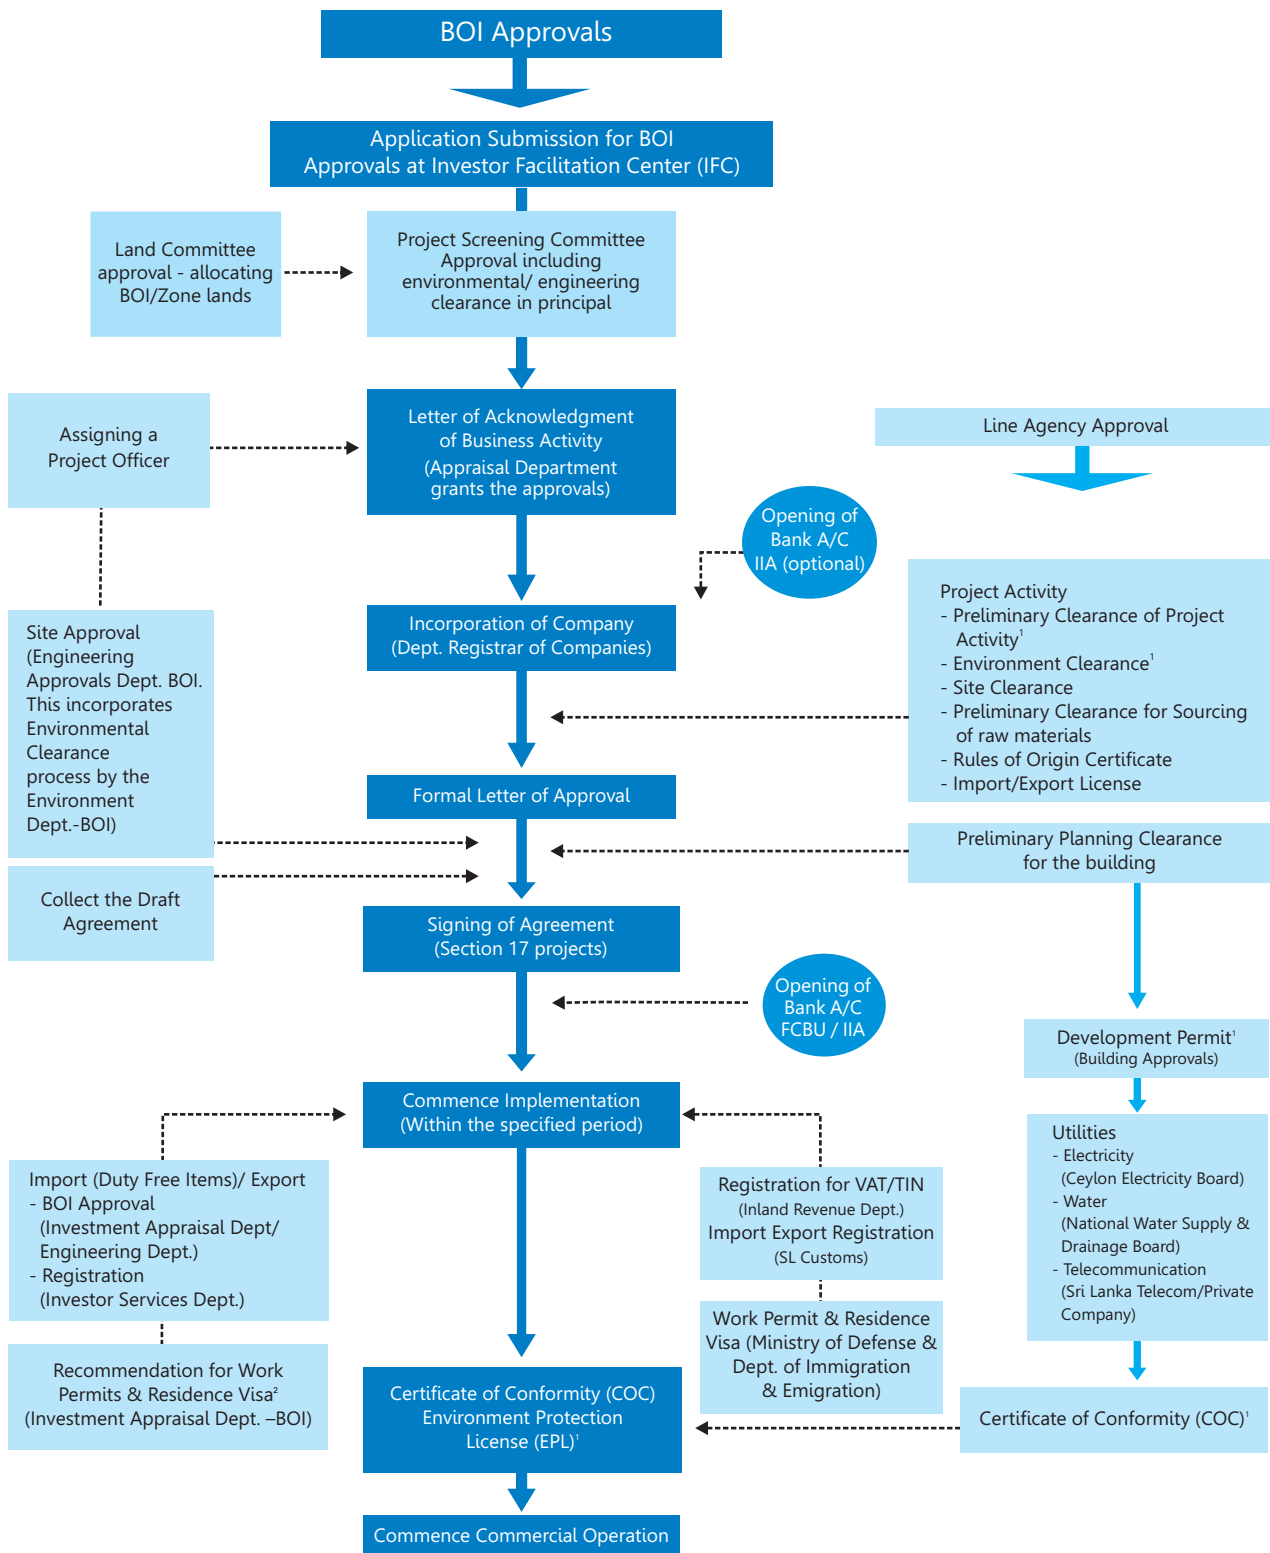 BOI Approvals
Application Submission for BOI
Approvals at Investor Facilitation Center (IFC)
Land Committee
approval - allocating
BOI/Zone lands
Project Screening Committee
Approval including
environmental/ engineering
clearance in principal
Assigning a
Project Officer
Letter of Acknowledgment
of Business Activity
(Appraisal Department
grants the approvals)
Line Agency Approval
Opening of
Bank A/C
IIA (optional)
Incorporation of Company
(Dept. Registrar of Companies)
Project Activity
- Preliminary Clearance of Project
Activity¹
- Environment Clearance¹
- Site Clearance
- Preliminary Clearance for Sourcing
of raw materials
- Rules of Origin Certificate
- Import/Export License
Site Approval
(Engineering
Approvals Dept. BOI.
This incorporates
Environmental
Clearance
process by the
Environment
Dept.-BOI)
Formal Letter of Approval
Preliminary Planning Clearance
for the building
Collect the Draft
Agreement
Signing of Agreement
(Section 17 projects)
Opening of
Bank A/C
FCBU / IIA
Development Permit¹
(Building Approvals)
Commence Implementation
(Within the specified period)
Utilities
- Electricity
(Ceylon Electricity Board)
- Water
(National Water Supply &
Drainage Board)
- Telecommunication
(Sri Lanka Telecom/Private
Company)
Import (Duty Free Items)/ Export
- BOI Approval
(Investment Appraisal Dept/
Engineering Dept.)
- Registration
(Investor Services Dept.)
Registration for VAT/TIN
(Inland Revenue Dept.)
Import Export Registration
(SL Customs)
Work Permit & Residence
Visa (Ministry of Defense &
Dept. of Immigration
& Emigration)
Recommendation for Work
Permits & Residence Visa²
(Investment Appraisal Dept. –BOI)
Certificate of Conformity (COC)
Environment Protection
License (EPL)¹
Certificate of Conformity (COC)¹
Commence Commercial Operation